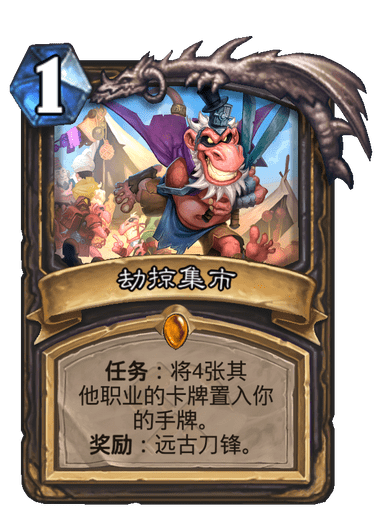 1
劫掠集市
任务：将4张其
他职业的卡牌置入你
的手牌。
奖励：远古刀锋。